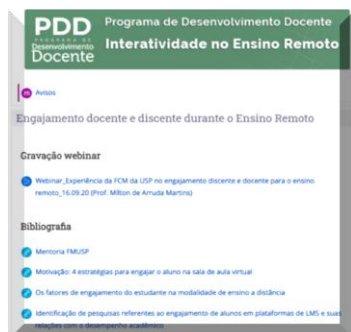 PDD
PROGRAMA DE
Desenvolvimento
Docente
Programa de Desenvolvimento Docente
Interatividade no Ensino Remoto
Avisos
Engajamento docente e discente durante o Ensino Remoto
Gravação webinar
Webinar_Experiência da FCM da USP no engajamento discente e docente para o ensino
remoto_16.09.20 (Prof. Milton de Arruda Martins)
Bibliografia
Mentoria FMUSP
Motivação: 4 estratégias para engajar o aluno na sala de aula virtual
Os fatores de engajamento do estudante na modalidade de ensino a distância
Identificação de pesquisas referentes ao engajamento de alunos em plataformas de LMS e suas
relações com o desempenho acadêmico